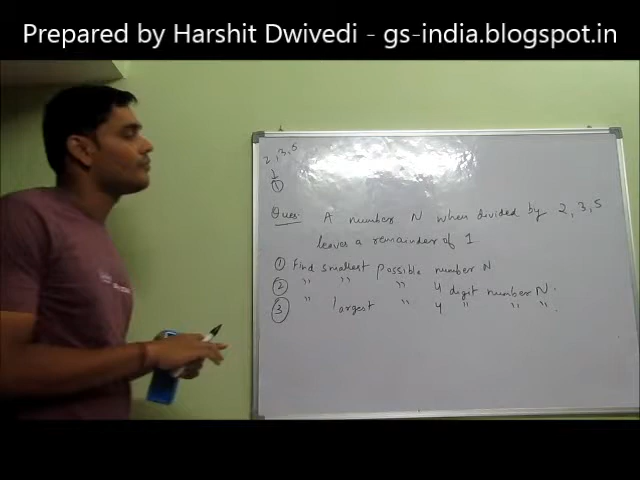 Prepared by Harshit Dwivedi - gs-india.blogspot.in
2, 3, 5
↓
①
Ques: A number N when divided by 2, 3, 5
leaves a remainder of 1
① Find smallest possible number N
② " " " 4 digit number N.
③ " largest " 4 " " ".